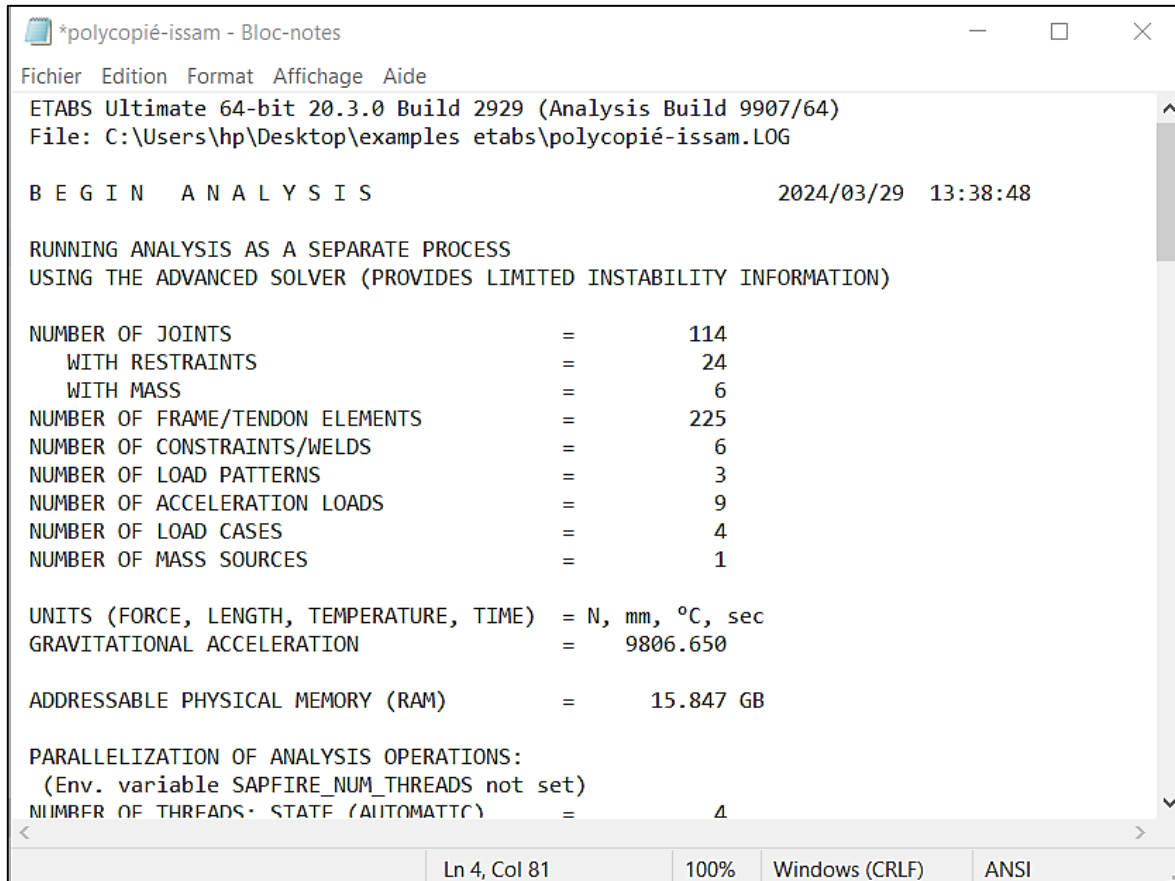 *polycopié-issam - Bloc-notes
Fichier Edition Format Affichage Aide
ETABS Ultimate 64-bit 20.3.0 Build 2929 (Analysis Build 9907/64)
File: C:\Users\hp\Desktop\examples etabs\polycopié-issam.LOG
B E G I N   A N A L Y S I S                                2024/03/29  13:38:48
RUNNING ANALYSIS AS A SEPARATE PROCESS
USING THE ADVANCED SOLVER (PROVIDES LIMITED INSTABILITY INFORMATION)
NUMBER OF JOINTS                          =         114
   WITH RESTRAINTS                        =          24
   WITH MASS                              =           6
NUMBER OF FRAME/TENDON ELEMENTS           =         225
NUMBER OF CONSTRAINTS/WELDS               =           6
NUMBER OF LOAD PATTERNS                   =           3
NUMBER OF ACCELERATION LOADS              =           9
NUMBER OF LOAD CASES                      =           4
NUMBER OF MASS SOURCES                    =           1
UNITS (FORCE, LENGTH, TEMPERATURE, TIME)  = N, mm, ºC, sec
GRAVITATIONAL ACCELERATION                =    9806.650
ADDRESSABLE PHYSICAL MEMORY (RAM)         =      15.847 GB
PARALLELIZATION OF ANALYSIS OPERATIONS:
 (Env. variable SAPFIRE_NUM_THREADS not set)
NUMBER OF THREADS: STATE (AUTOMATIC)      =           4
Ln 4, Col 81 100% Windows (CRLF) ANSI